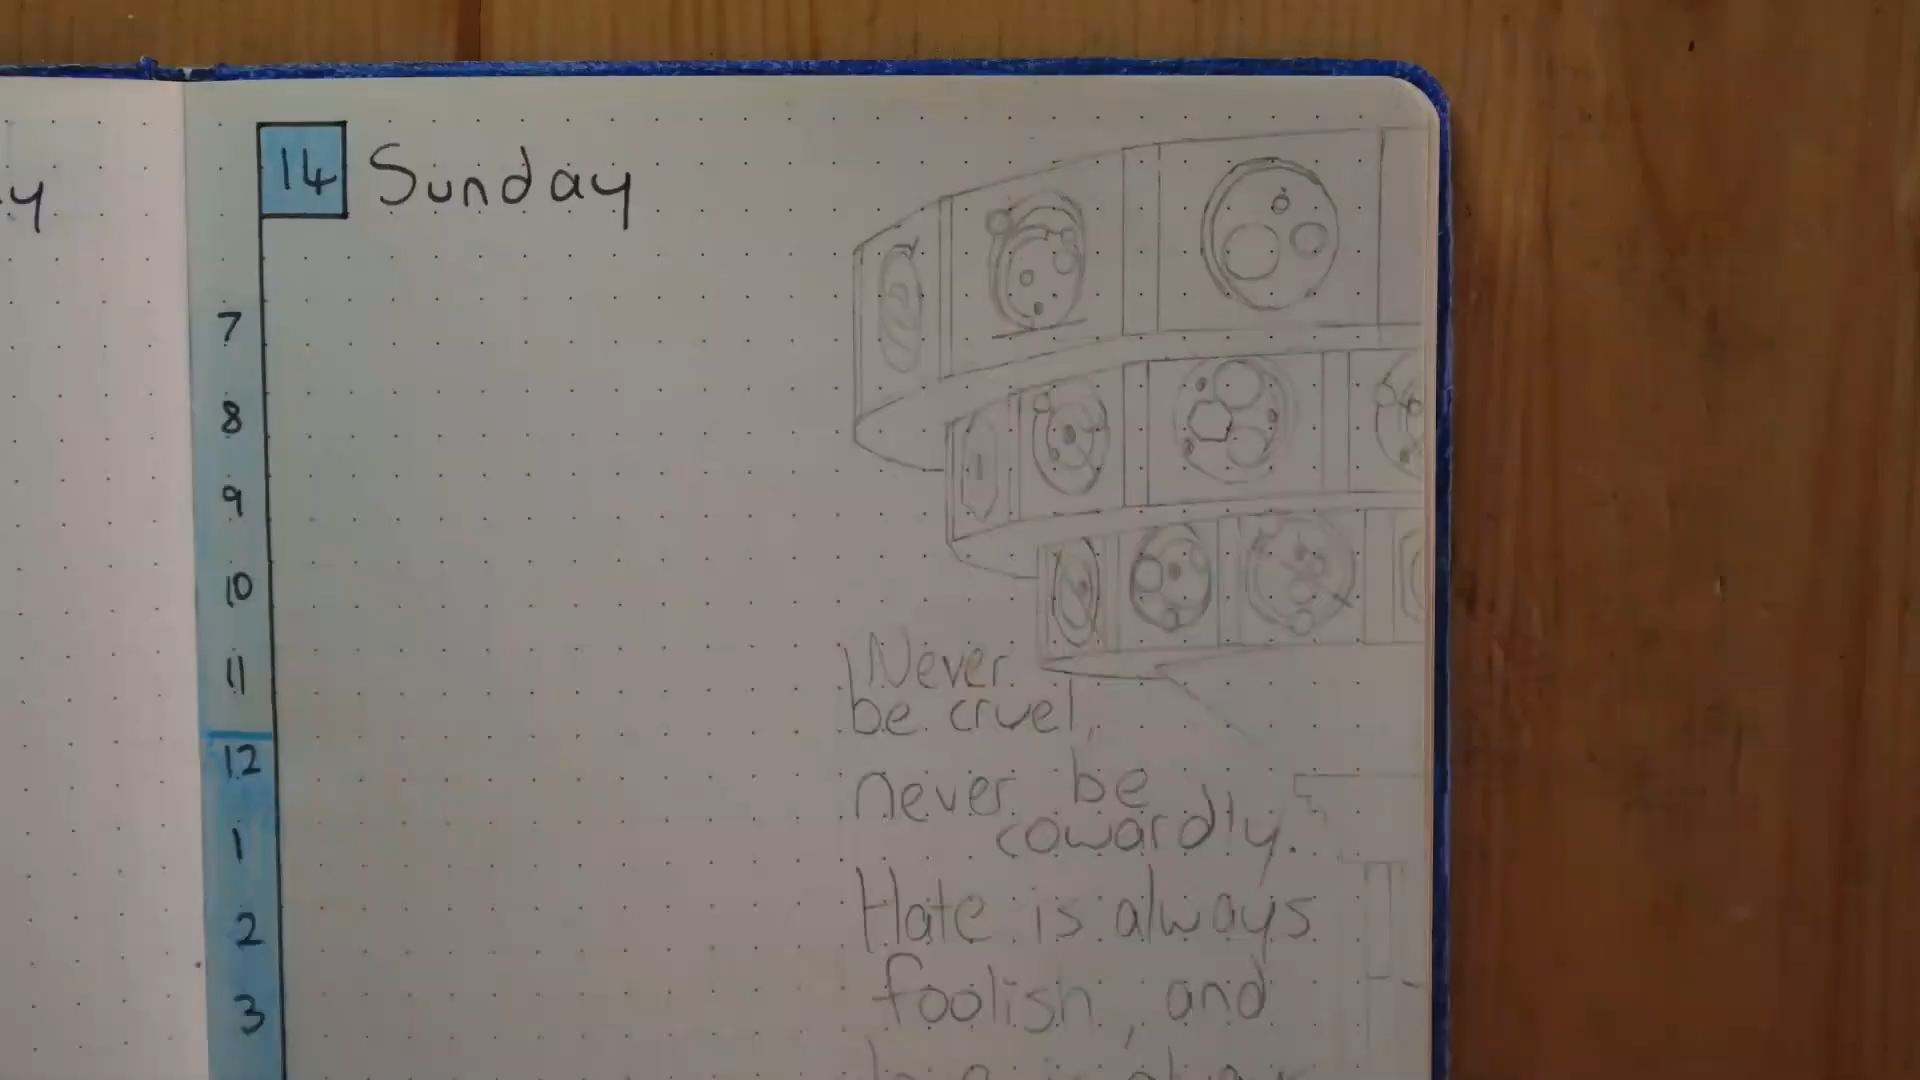 y
14 Sunday
7
8
9
10
11
12
1
2
3
Never
be cruel,
never be
cowardly.
Hate is always
foolish, and